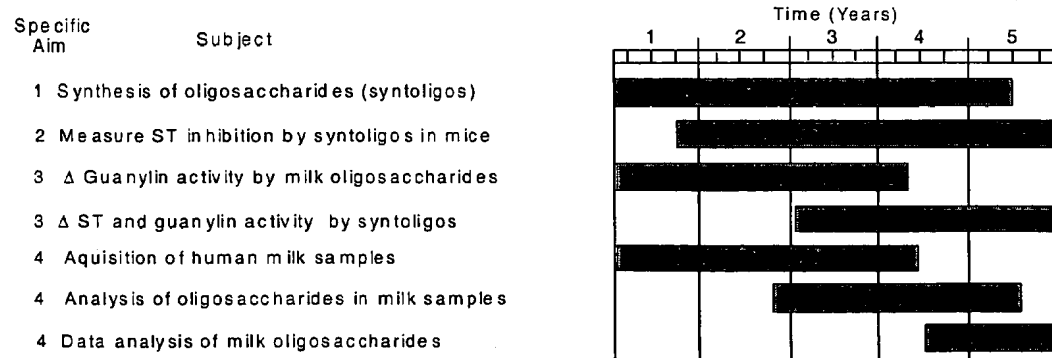 Time (Years)
Specific
Aim
Subject
1 2 3 4 5
1 Synthesis of oligosaccharides (syntoligos)
2 Measure ST inhibition by syntoligos in mice
3 Δ Guanylin activity by milk oligosaccharides
3 Δ ST and guanylin activity by syntoligos
4 Aquisition of human milk samples
4 Analysis of oligosaccharides in milk samples
4 Data analysis of milk oligosaccharides